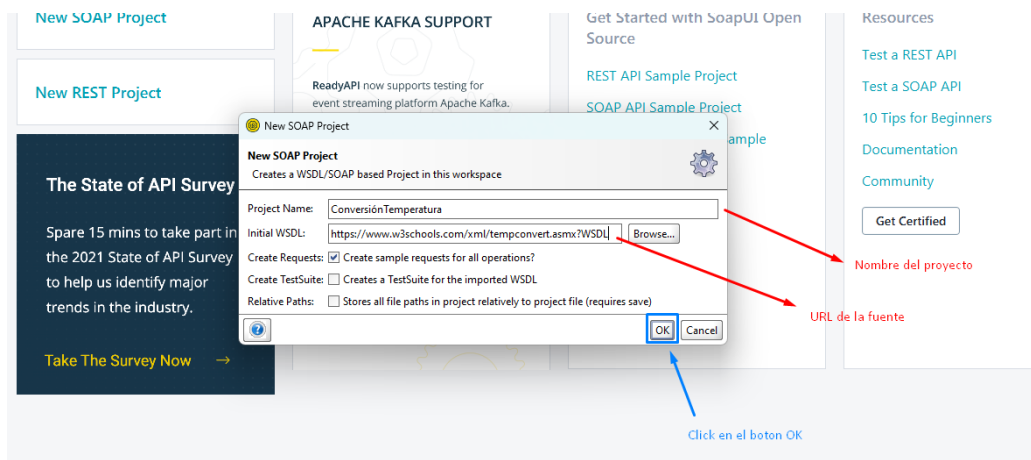 New SOAP Project
New REST Project
The State of API Survey
Spare 15 mins to take part in
the 2021 State of API Survey
to help us identify major
trends in the industry.
Take The Survey Now →
APACHE KAFKA SUPPORT
ReadyAPI now supports testing for
event streaming platform Apache Kafka.
Get Started with SoapUI Open
Source
REST API Sample Project
SOAP API Sample Project
ample
Resources
Test a REST API
Test a SOAP API
10 Tips for Beginners
Documentation
Community
Get Certified
New SOAP Project
New SOAP Project
Creates a WSDL/SOAP based Project in this workspace
Project Name: ConversiónTemperatura
Initial WSDL: https://www.w3schools.com/xml/tempconvert.asmx?WSDL Browse...
Create Requests: Create sample requests for all operations?
Create TestSuite: Creates a TestSuite for the imported WSDL
Relative Paths: Stores all file paths in project relatively to project file (requires save)
? OK Cancel
Nombre del proyecto
URL de la fuente
Click en el boton OK